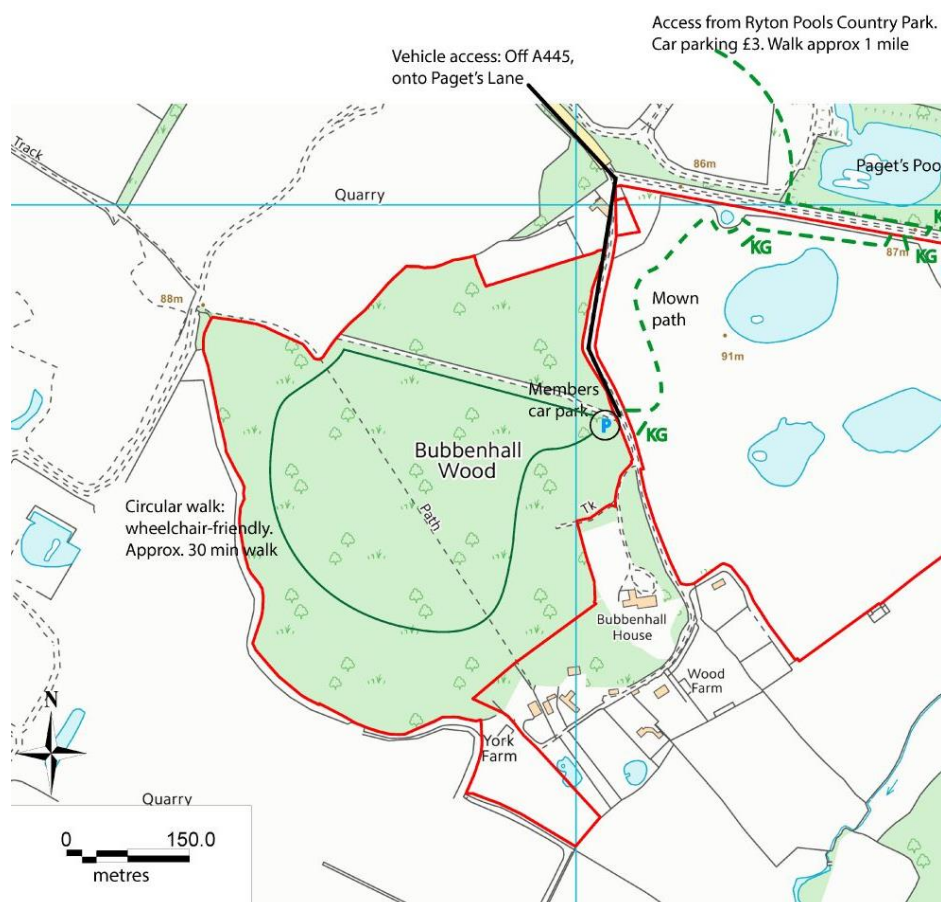 Access from Ryton Pools Country Park.
Car parking £3. Walk approx 1 mile
Vehicle access: Off A445,
onto Paget's Lane
Track
86m
Paget's Poo
Quarry
KG
K
KG
87m
88m
Mown
path
91m
Members
car park
P
KG
Bubbenhall
Wood
Circular walk:
wheelchair-friendly.
Approx. 30 min walk
Path
Tk
Bubbenhall
House
Wood
Farm
N
York
Farm
Quarry
0 150.0
metres